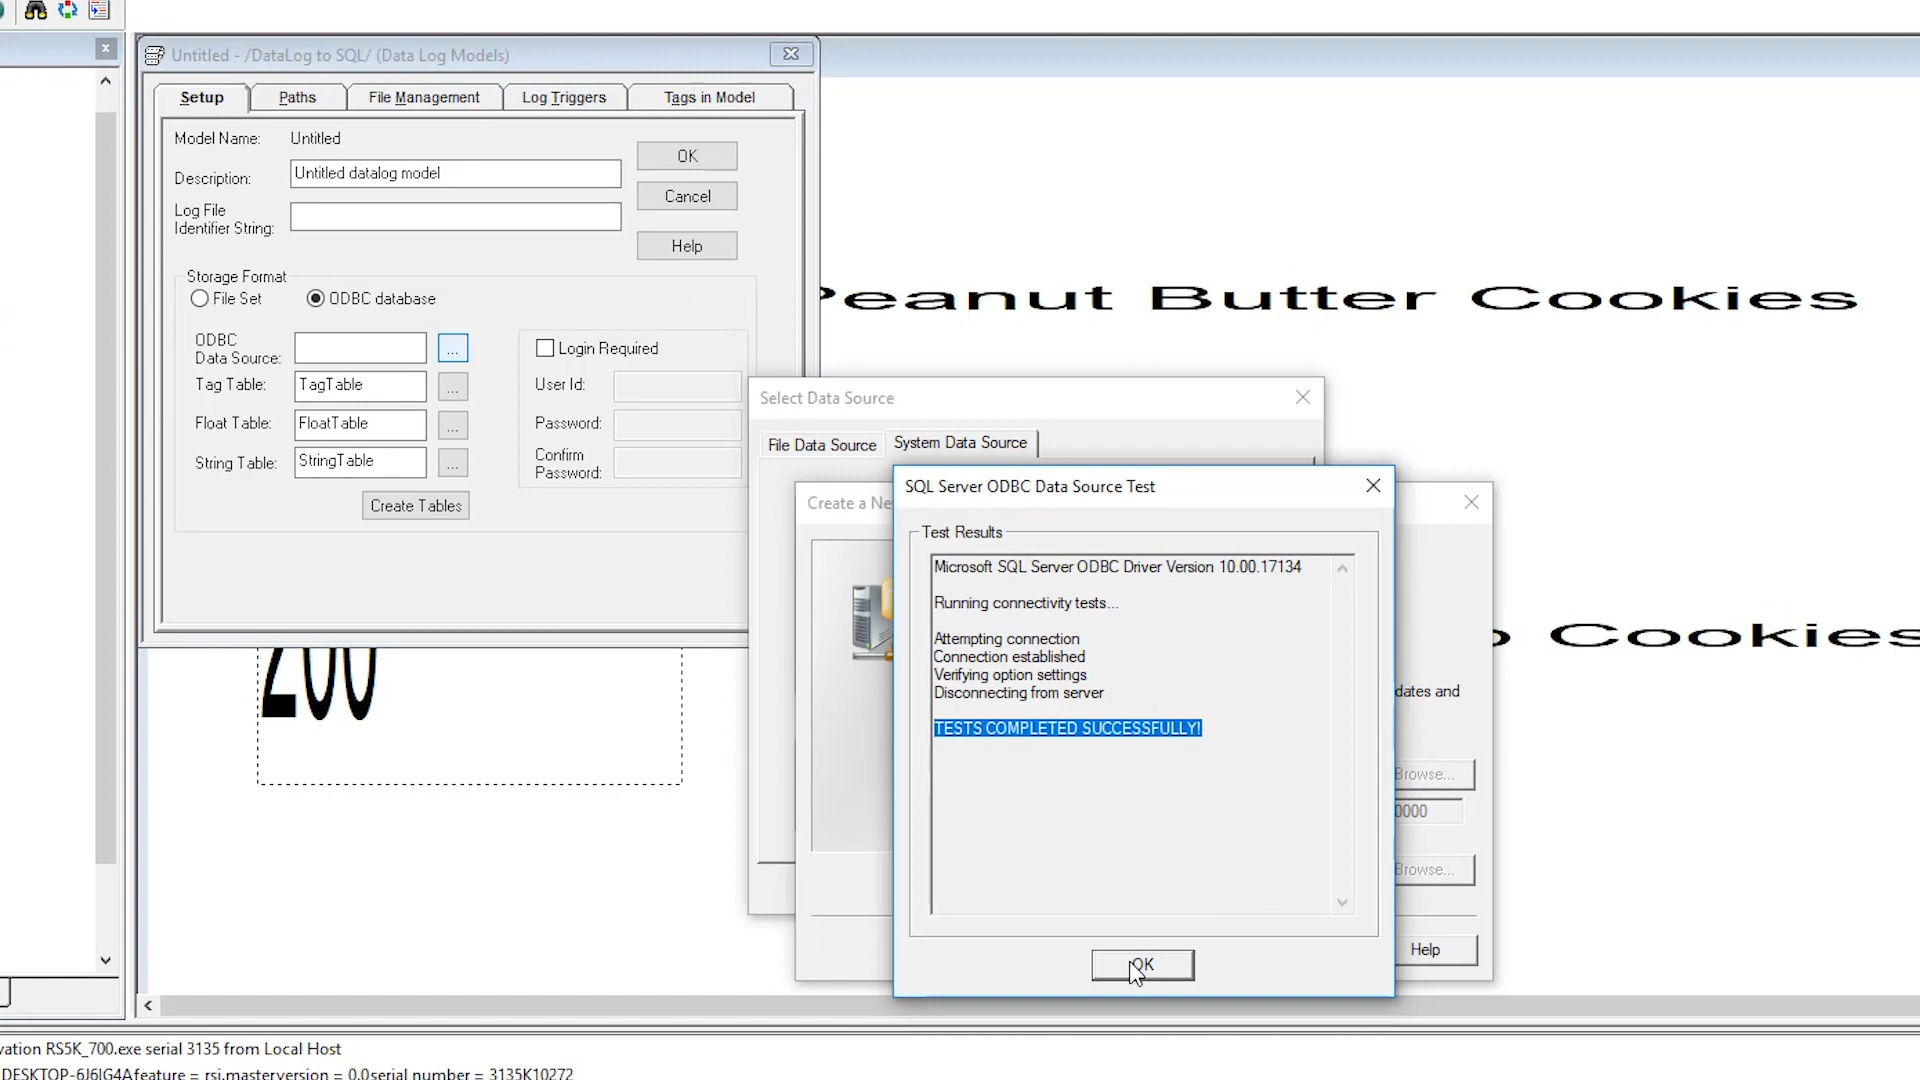 Untitled - /DataLog to SQL/ (Data Log Models)
Setup
Paths
File Management
Log Triggers
Tags in Model
Model Name: Untitled
Description: Untitled datalog model
Log File
Identifier String:
OK
Cancel
Help
Storage Format
File Set
ODBC database
ODBC
Data Source:
...
Tag Table: TagTable ...
Float Table: FloatTable ...
String Table: StringTable ...
Create Tables
Login Required
User Id:
Password:
Confirm
Password:
Peanut Butter Cookies
Cookies
200
Select Data Source
File Data Source
System Data Source
Create a Ne
SQL Server ODBC Data Source Test
Test Results
Microsoft SQL Server ODBC Driver Version 10.00.17134
Running connectivity tests...
Attempting connection
Connection established
Verifying option settings
Disconnecting from server
TESTS COMPLETED SUCCESSFULLY!
OK
dates and
Browse...
0000
Browse...
Help
vation RS5K_700.exe serial 3135 from Local Host
DESKTOP-6J6IG4Afeature = rsi.masterversion = 0.0serial number = 3135K10272